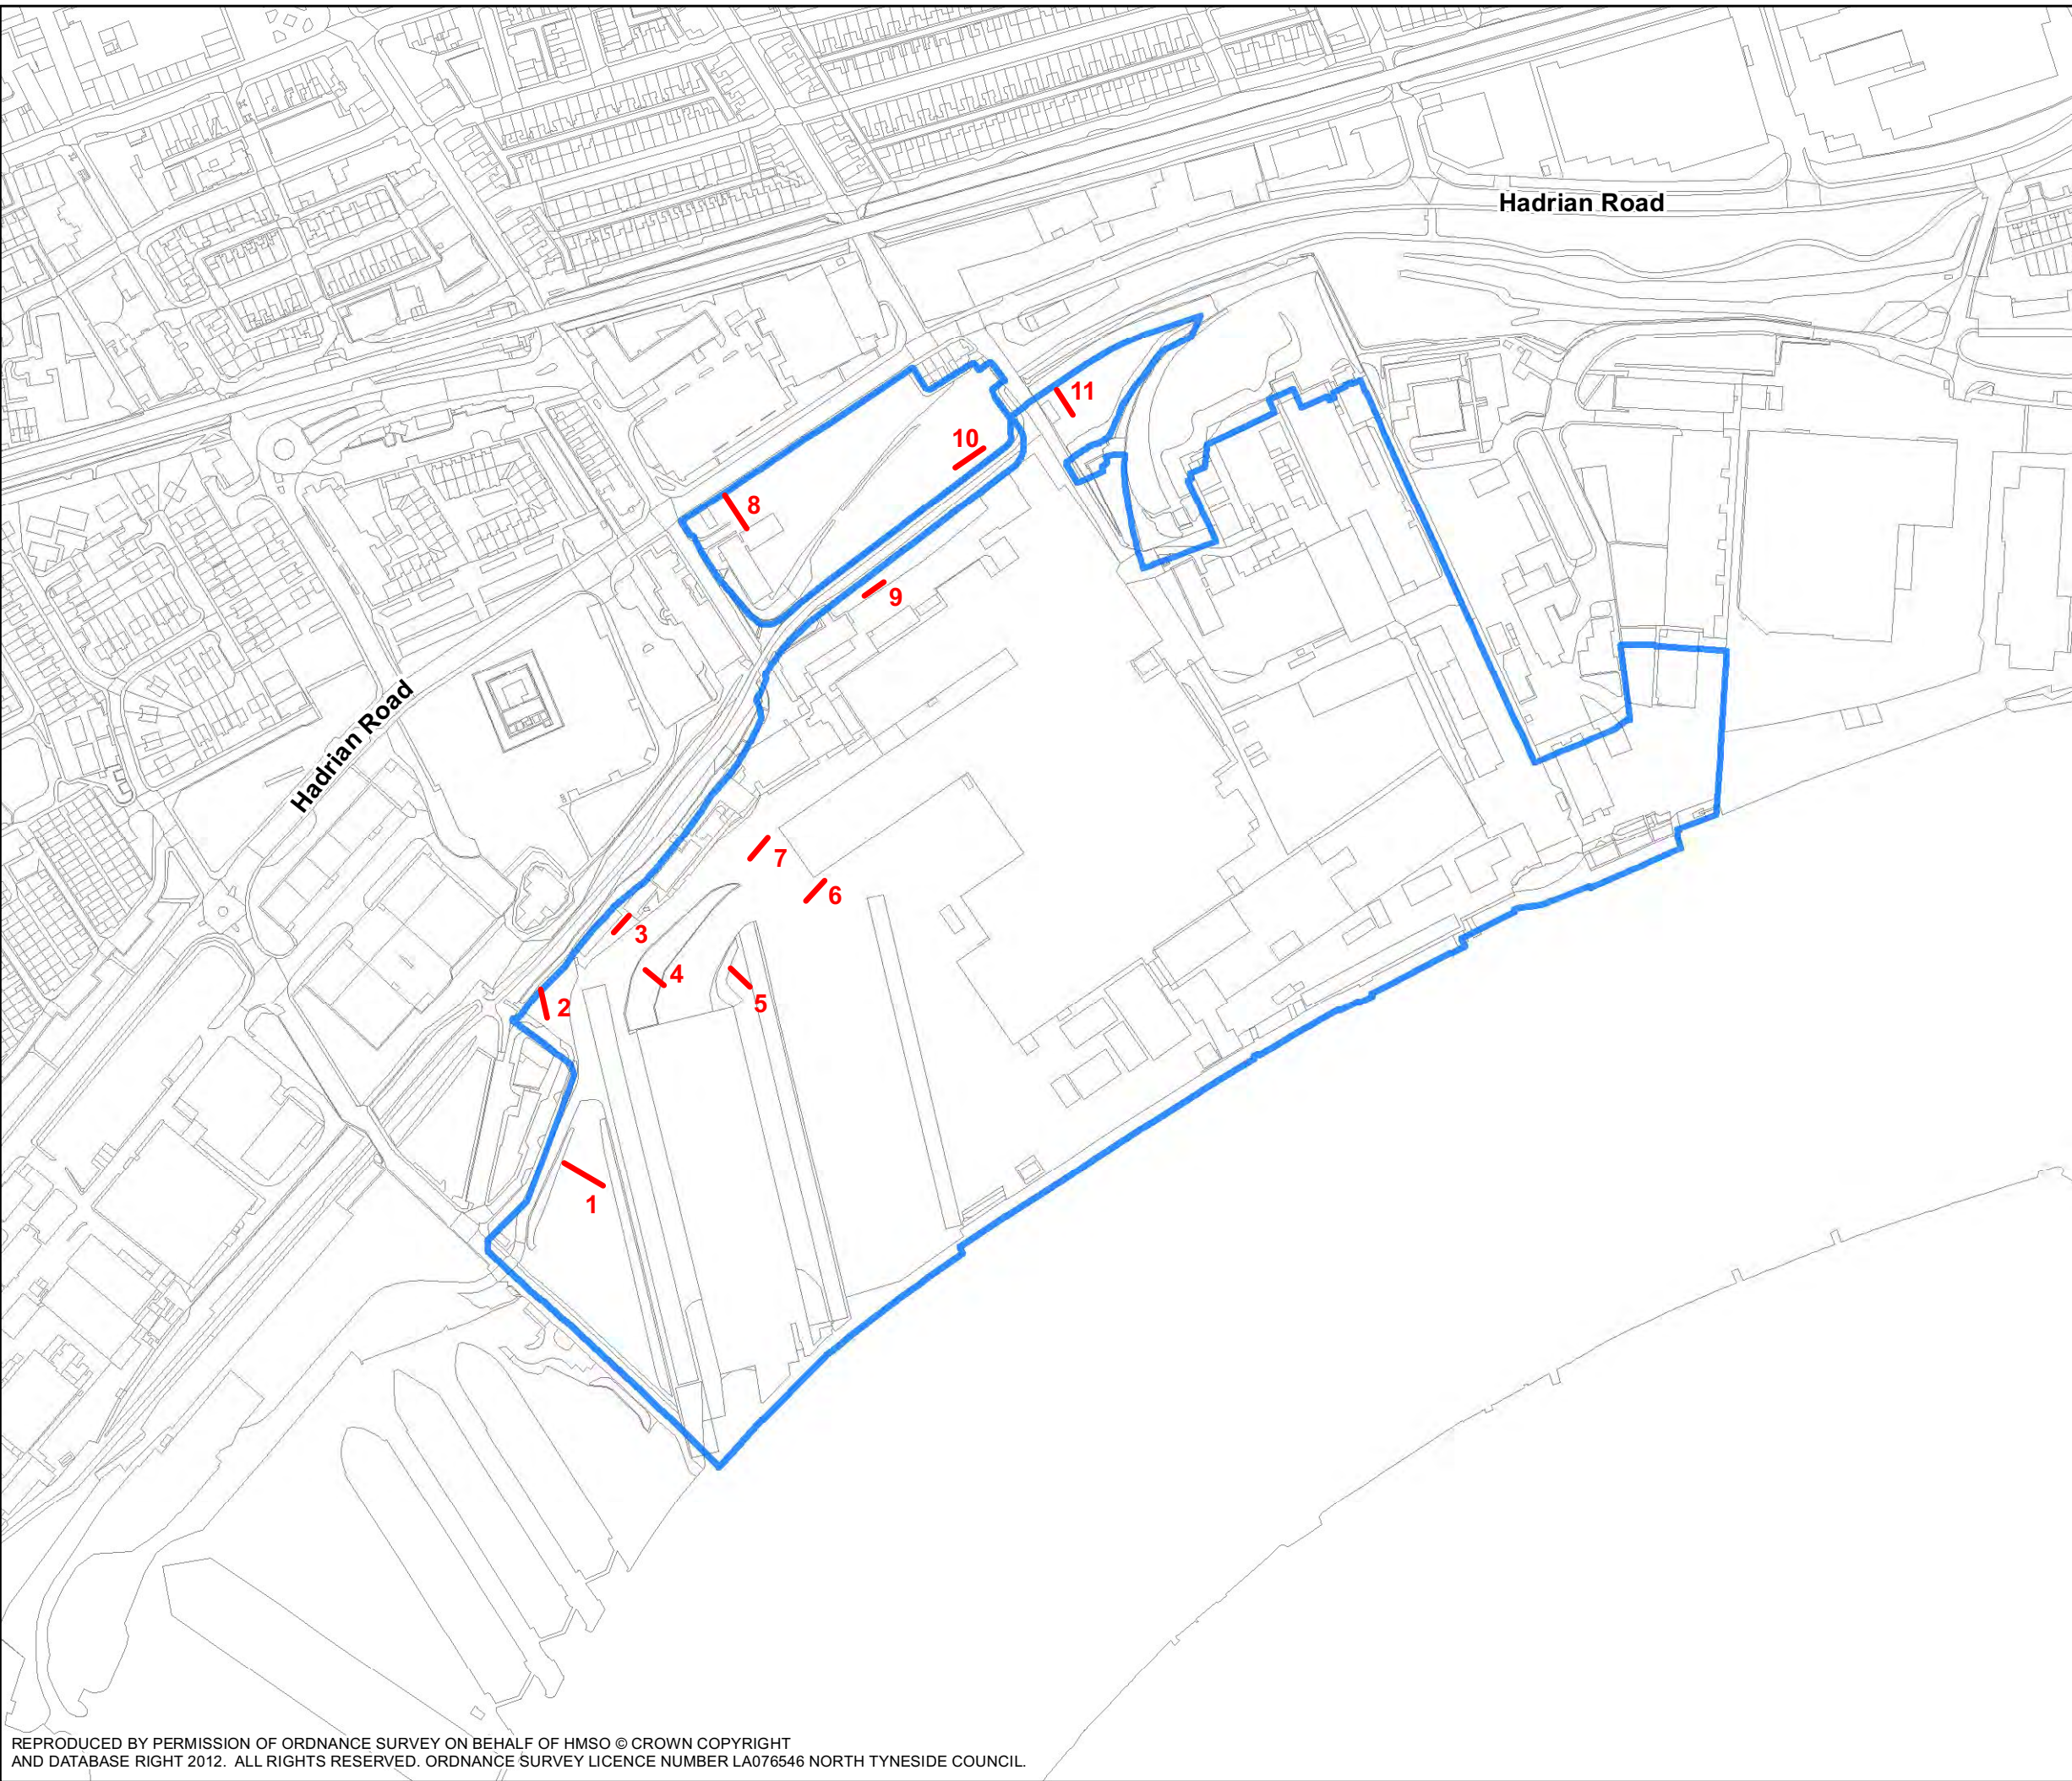 Hadrian Road
11
10
8
9
Hadrian Road
7
6
3
4
5
2
1
REPRODUCED BY PERMISSION OF ORDNANCE SURVEY ON BEHALF OF HMSO © CROWN COPYRIGHT
AND DATABASE RIGHT 2012. ALL RIGHTS RESERVED. ORDNANCE SURVEY LICENCE NUMBER LA076546 NORTH TYNESIDE COUNCIL.